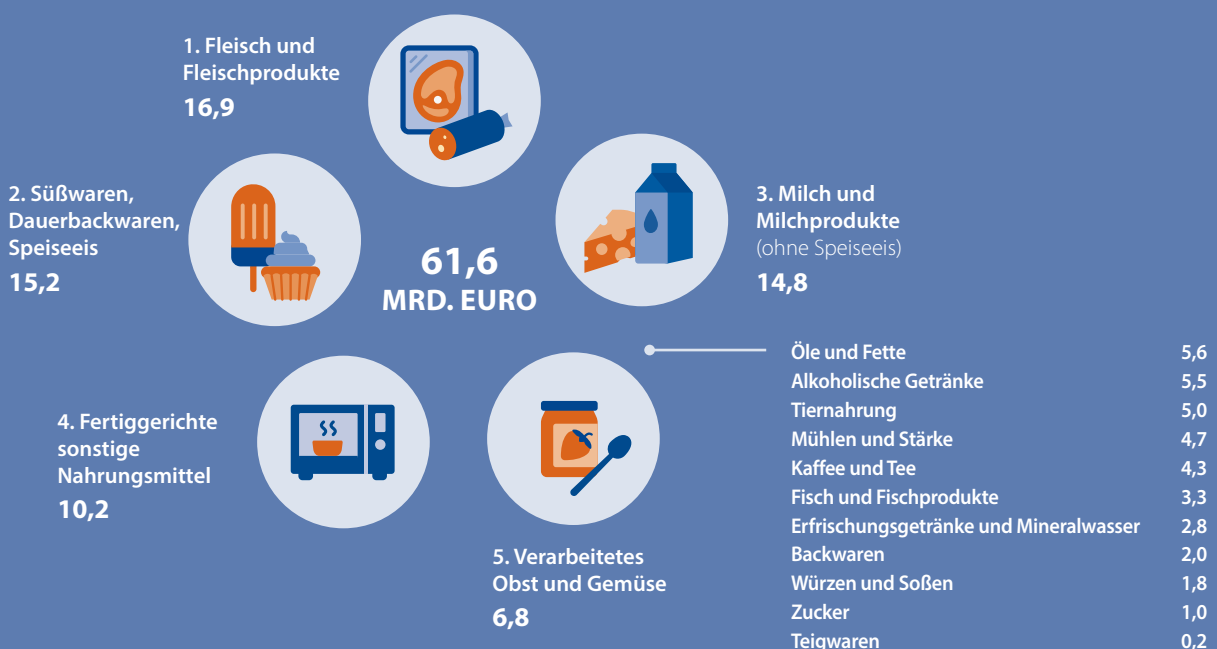 1. Fleisch und
Fleischprodukte
16,9
2. Süßwaren,
Dauerbackwaren,
Speiseeis
15,2
61,6
MRD. EURO
3. Milch und
Milchprodukte
(ohne Speiseeis)
14,8
4. Fertiggerichte
sonstige
Nahrungsmittel
10,2
5. Verarbeitetes
Obst und Gemüse
6,8
Öle und Fette 5,6
Alkoholische Getränke 5,5
Tiernahrung 5,0
Mühlen und Stärke 4,7
Kaffee und Tee 4,3
Fisch und Fischprodukte 3,3
Erfrischungsgetränke und Mineralwasser 2,8
Backwaren 2,0
Würzen und Soßen 1,8
Zucker 1,0
Teigwaren 0,2